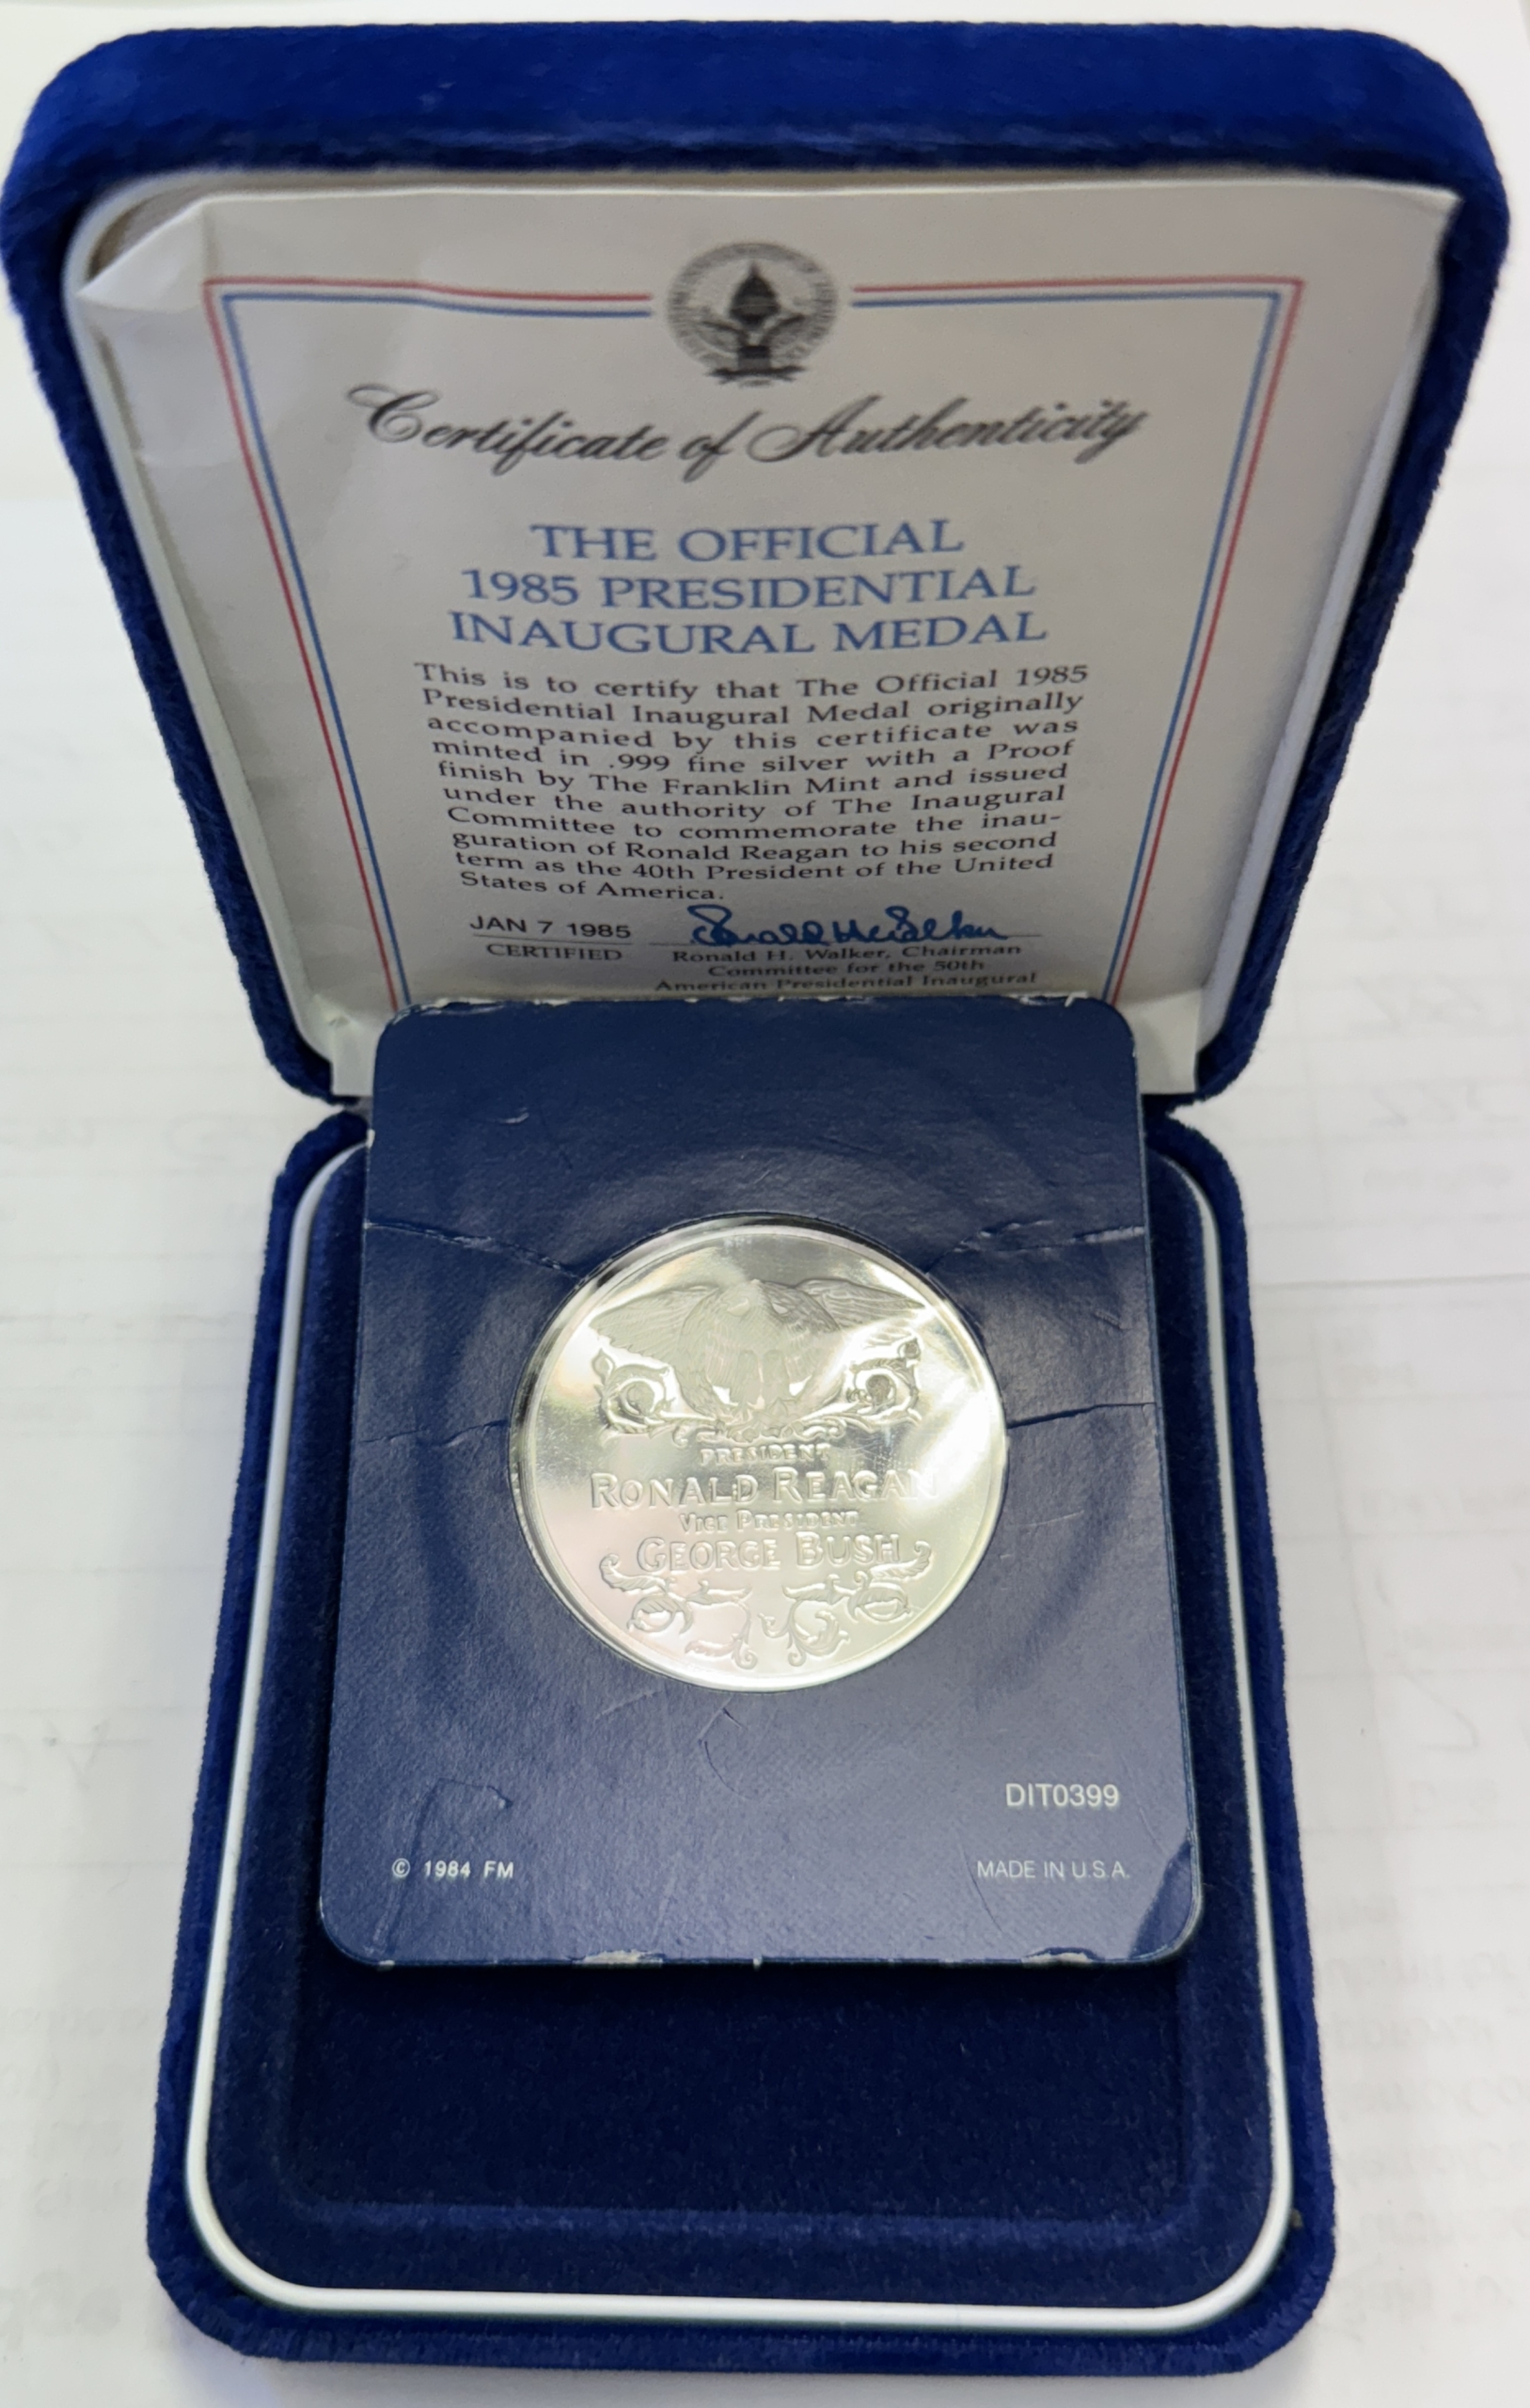 Certificate of Authenticity
THE OFFICIAL
1985 PRESIDENTIAL
INAUGURAL MEDAL
This is to certify that The Official 1985
Presidential Inaugural Medal originally
accompanied by this certificate was
minted in .999 fine silver with a Proof
finish by The Franklin Mint and issued
under the authority of The Inaugural
Committee to commemorate the inau-
guration of Ronald Reagan to his second
term as the 40th President of the United
States of America.
JAN 7 1985
CERTIFIED
Ronald H. Walker
Ronald H. Walker, Chairman
Committee for the 50th
American Presidential Inaugural
PRESIDENT
RONALD REAGAN
VICE PRESIDENT
GEORGE BUSH
DIT0399
© 1984 FM
MADE IN U.S.A.